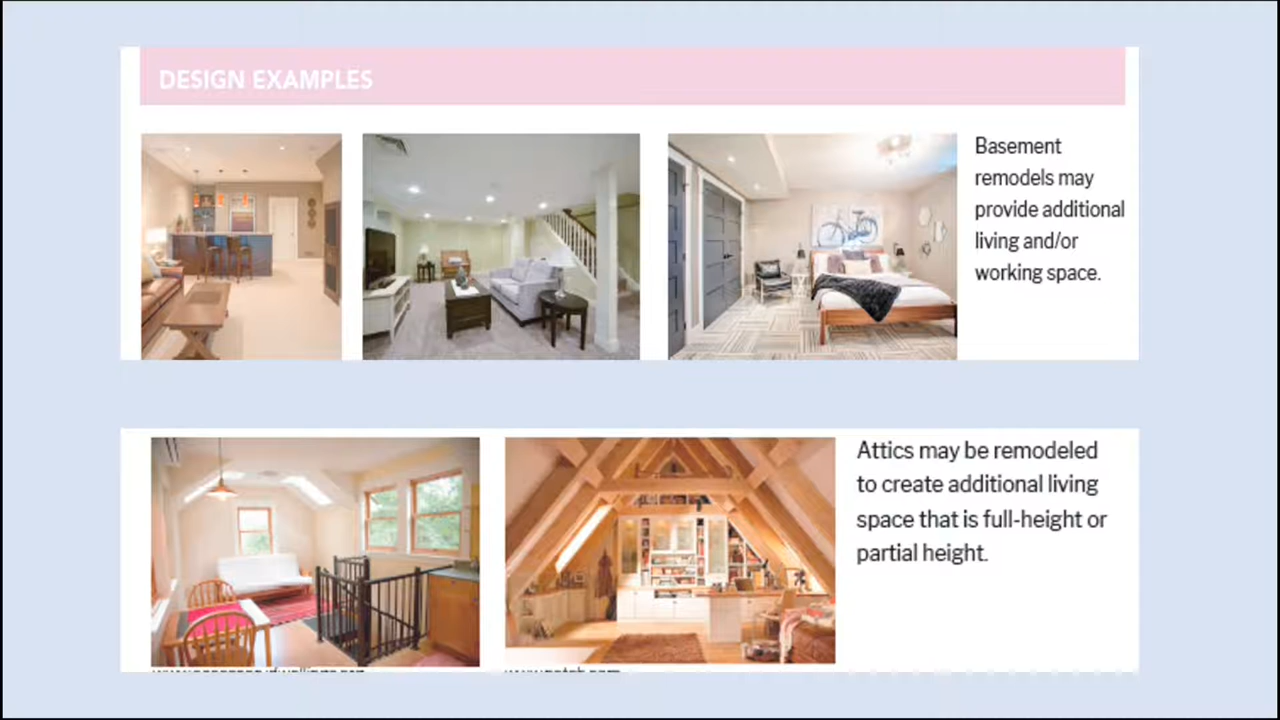 DESIGN EXAMPLES
Basement
remodels may
provide additional
living and/or
working space.
Attics may be remodeled
to create additional living
space that is full-height or
partial height.